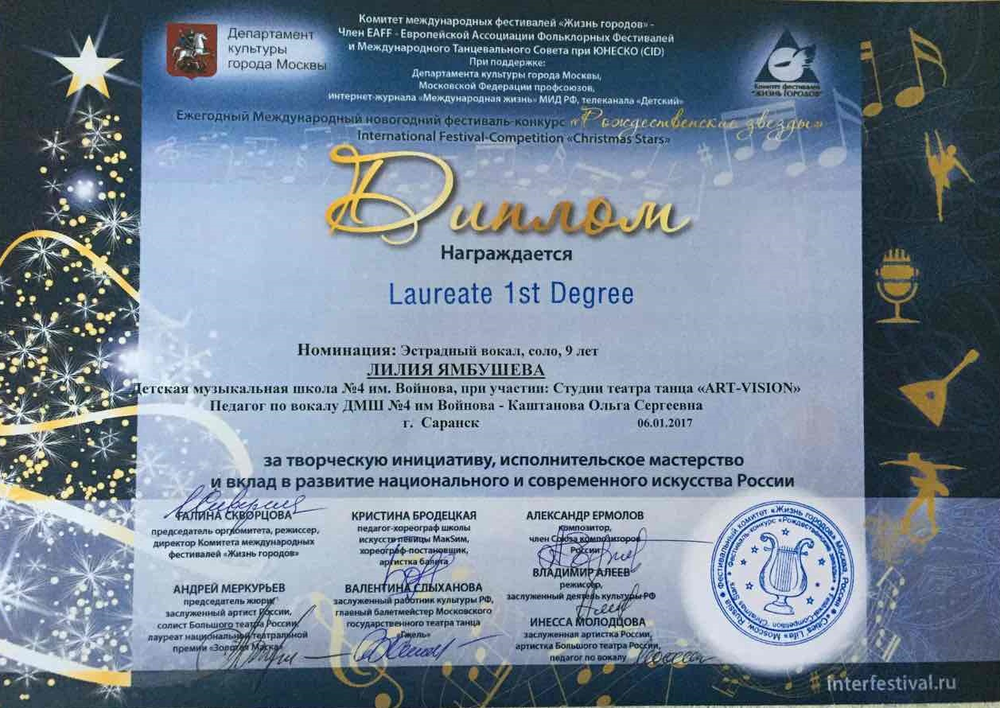 Департамент
культуры
города Москвы
Комитет международных фестивалей «Жизнь городов» -
Член EAFF - Европейской Ассоциации Фольклорных Фестивалей
и Международного Танцевального Совета при ЮНЕСКО (CID)
При поддержке:
Департамента культуры города Москвы,
Московской Федерации профсоюзов,
интернет-журнала «Международная жизнь» МИД РФ, телеканала «Детский»
Комитет фестивалей
"ЖИЗНЬ ГОРОДОВ"
Ежегодный Международный новогодний фестиваль-конкурс «Рождественские звезды»
International Festival-Competition «Christmas Stars»
Диплом
Награждается
Laureate 1st Degree
Номинация: Эстрадный вокал, соло, 9 лет
ЛИЛИЯ ЯМБУШЕВА
Детская музыкальная школа №4 им. Войнова, при участии: Студии театра танца «ART-VISION»
Педагог по вокалу ДМШ №4 им Войнова - Каштанова Ольга Сергеевна
г. Саранск 06.01.2017
за творческую инициативу, исполнительское мастерство
и вклад в развитие национального и современного искусства России
ГАЛИНА СКВОРЦОВА
председатель оргкомитета, режиссер,
директор Комитета международных
фестивалей «Жизнь городов»
АНДРЕЙ МЕРКУРЬЕВ
председатель жюри,
заслуженный артист России,
солист Большого театра России,
лауреат национальной театральной
премии «Золотая Маска»
КРИСТИНА БРОДЕЦКАЯ
педагог-хореограф школы
искусств певицы МакSим,
хореограф-постановщик,
артистка балета
ВАЛЕНТИНА СЛЫХАНОВА
заслуженный работник культуры РФ,
главный балетмейстер Московского
государственного театра танца
«Гжель»
АЛЕКСАНДР ЕРМОЛОВ
композитор,
член Союза композиторов
России
ВЛАДИМИР АЛЕЕВ
режиссер,
заслуженный деятель культуры РФ
ИНЕССА МОЛОДЦОВА
заслуженная артистка России,
артистка Большого театра России,
педагог по вокалу
Фестивальный комитет «Жизнь городов» Москва, Россия
«Cities Life» Moscow Russia
Фестиваль-конкурс «Рождественские звезды»
Festival-Competition «Christmas Stars»
interfestival.ru